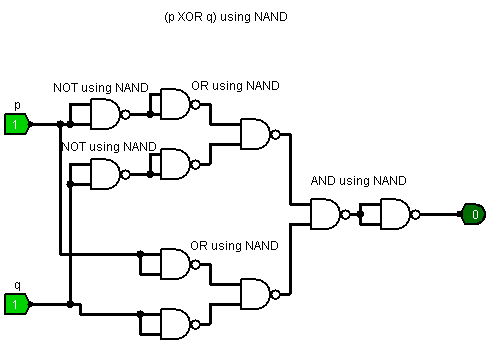 (p XOR q) using NAND
NOT using NAND
OR using NAND
p
1
NOT using NAND
AND using NAND
0
OR using NAND
q
1